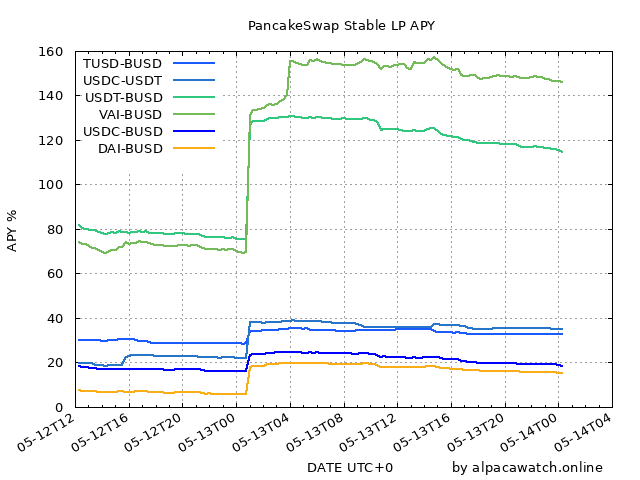 PancakeSwap Stable LP APY
160
140
120
100
80
60
40
20
0
APY %
TUSD-BUSD
USDC-USDT
USDT-BUSD
VAI-BUSD
USDC-BUSD
DAI-BUSD
05-12T12
05-12T16
05-12T20
05-13T00
05-13T04
05-13T08
05-13T12
05-13T16
05-13T20
05-14T00
05-14T04
DATE UTC+0
by alpacawatch.online